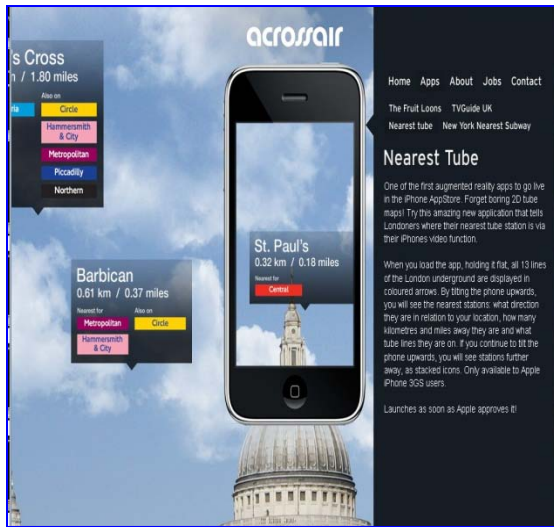 acrossair
's Cross
/ 1.80 miles
Also on
Circle
Hammersmith
& City
Metropolitan
Piccadilly
Northern
Barbican
0.61 km / 0.37 miles
Nearest for
Also on
Metropolitan
Circle
Hammersmith
& City
St. Paul's
0.32 km / 0.18 miles
Nearest for
Central
Home Apps About Jobs Contact
The Fruit Loons TVGuide UK
Nearest tube New York Nearest Subway
Nearest Tube
One of the first augmented reality apps to go live
in the iPhone AppStore. Forget boring 2D tube
maps! Try this amazing new application that tells
Londoners where their nearest tube station is via
their iPhones video function.
When you load the app, holding it flat, all 13 lines
of the London underground are displayed in
coloured arrows. By tilting the phone upwards,
you will see the nearest stations: what direction
they are in relation to your location, how many
kilometres and miles away they are and what
tube lines they are on. If you continue to tilt the
phone upwards, you will see stations further
away, as stacked icons. Only available to Apple
iPhone 3GS users.
Launches as soon as Apple approves it!